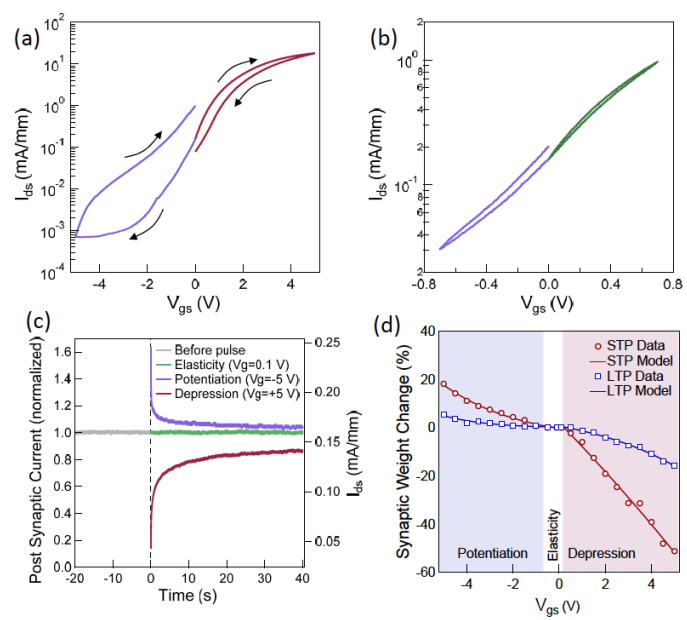 (a)
10²
10¹
10⁰
10⁻¹
10⁻²
10⁻³
10⁻⁴
I_ds (mA/mm)
-4 -2 0 2 4
V_gs (V)
(b)
2
10⁰
8
6
4
2
10⁻¹
8
6
4
2
I_ds (mA/mm)
-0.8 -0.4 0.0 0.4 0.8
V_gs (V)
(c)
Before pulse
Elasticity (Vg=0.1 V)
Potentiation (Vg=-5 V)
Depression (Vg=+5 V)
1.6
1.4
1.2
1.0
0.8
0.6
0.4
0.2
0.0
Post Synaptic Current (normalized)
0.25
0.20
0.15
0.10
0.05
I_ds (mA/mm)
-20 -10 0 10 20 30 40
Time (s)
(d)
STP Data
STP Model
LTP Data
LTP Model
40
20
0
-20
-40
-60
Synaptic Weight Change (%)
Potentiation
Elasticity
Depression
-4 -2 0 2 4
V_gs (V)